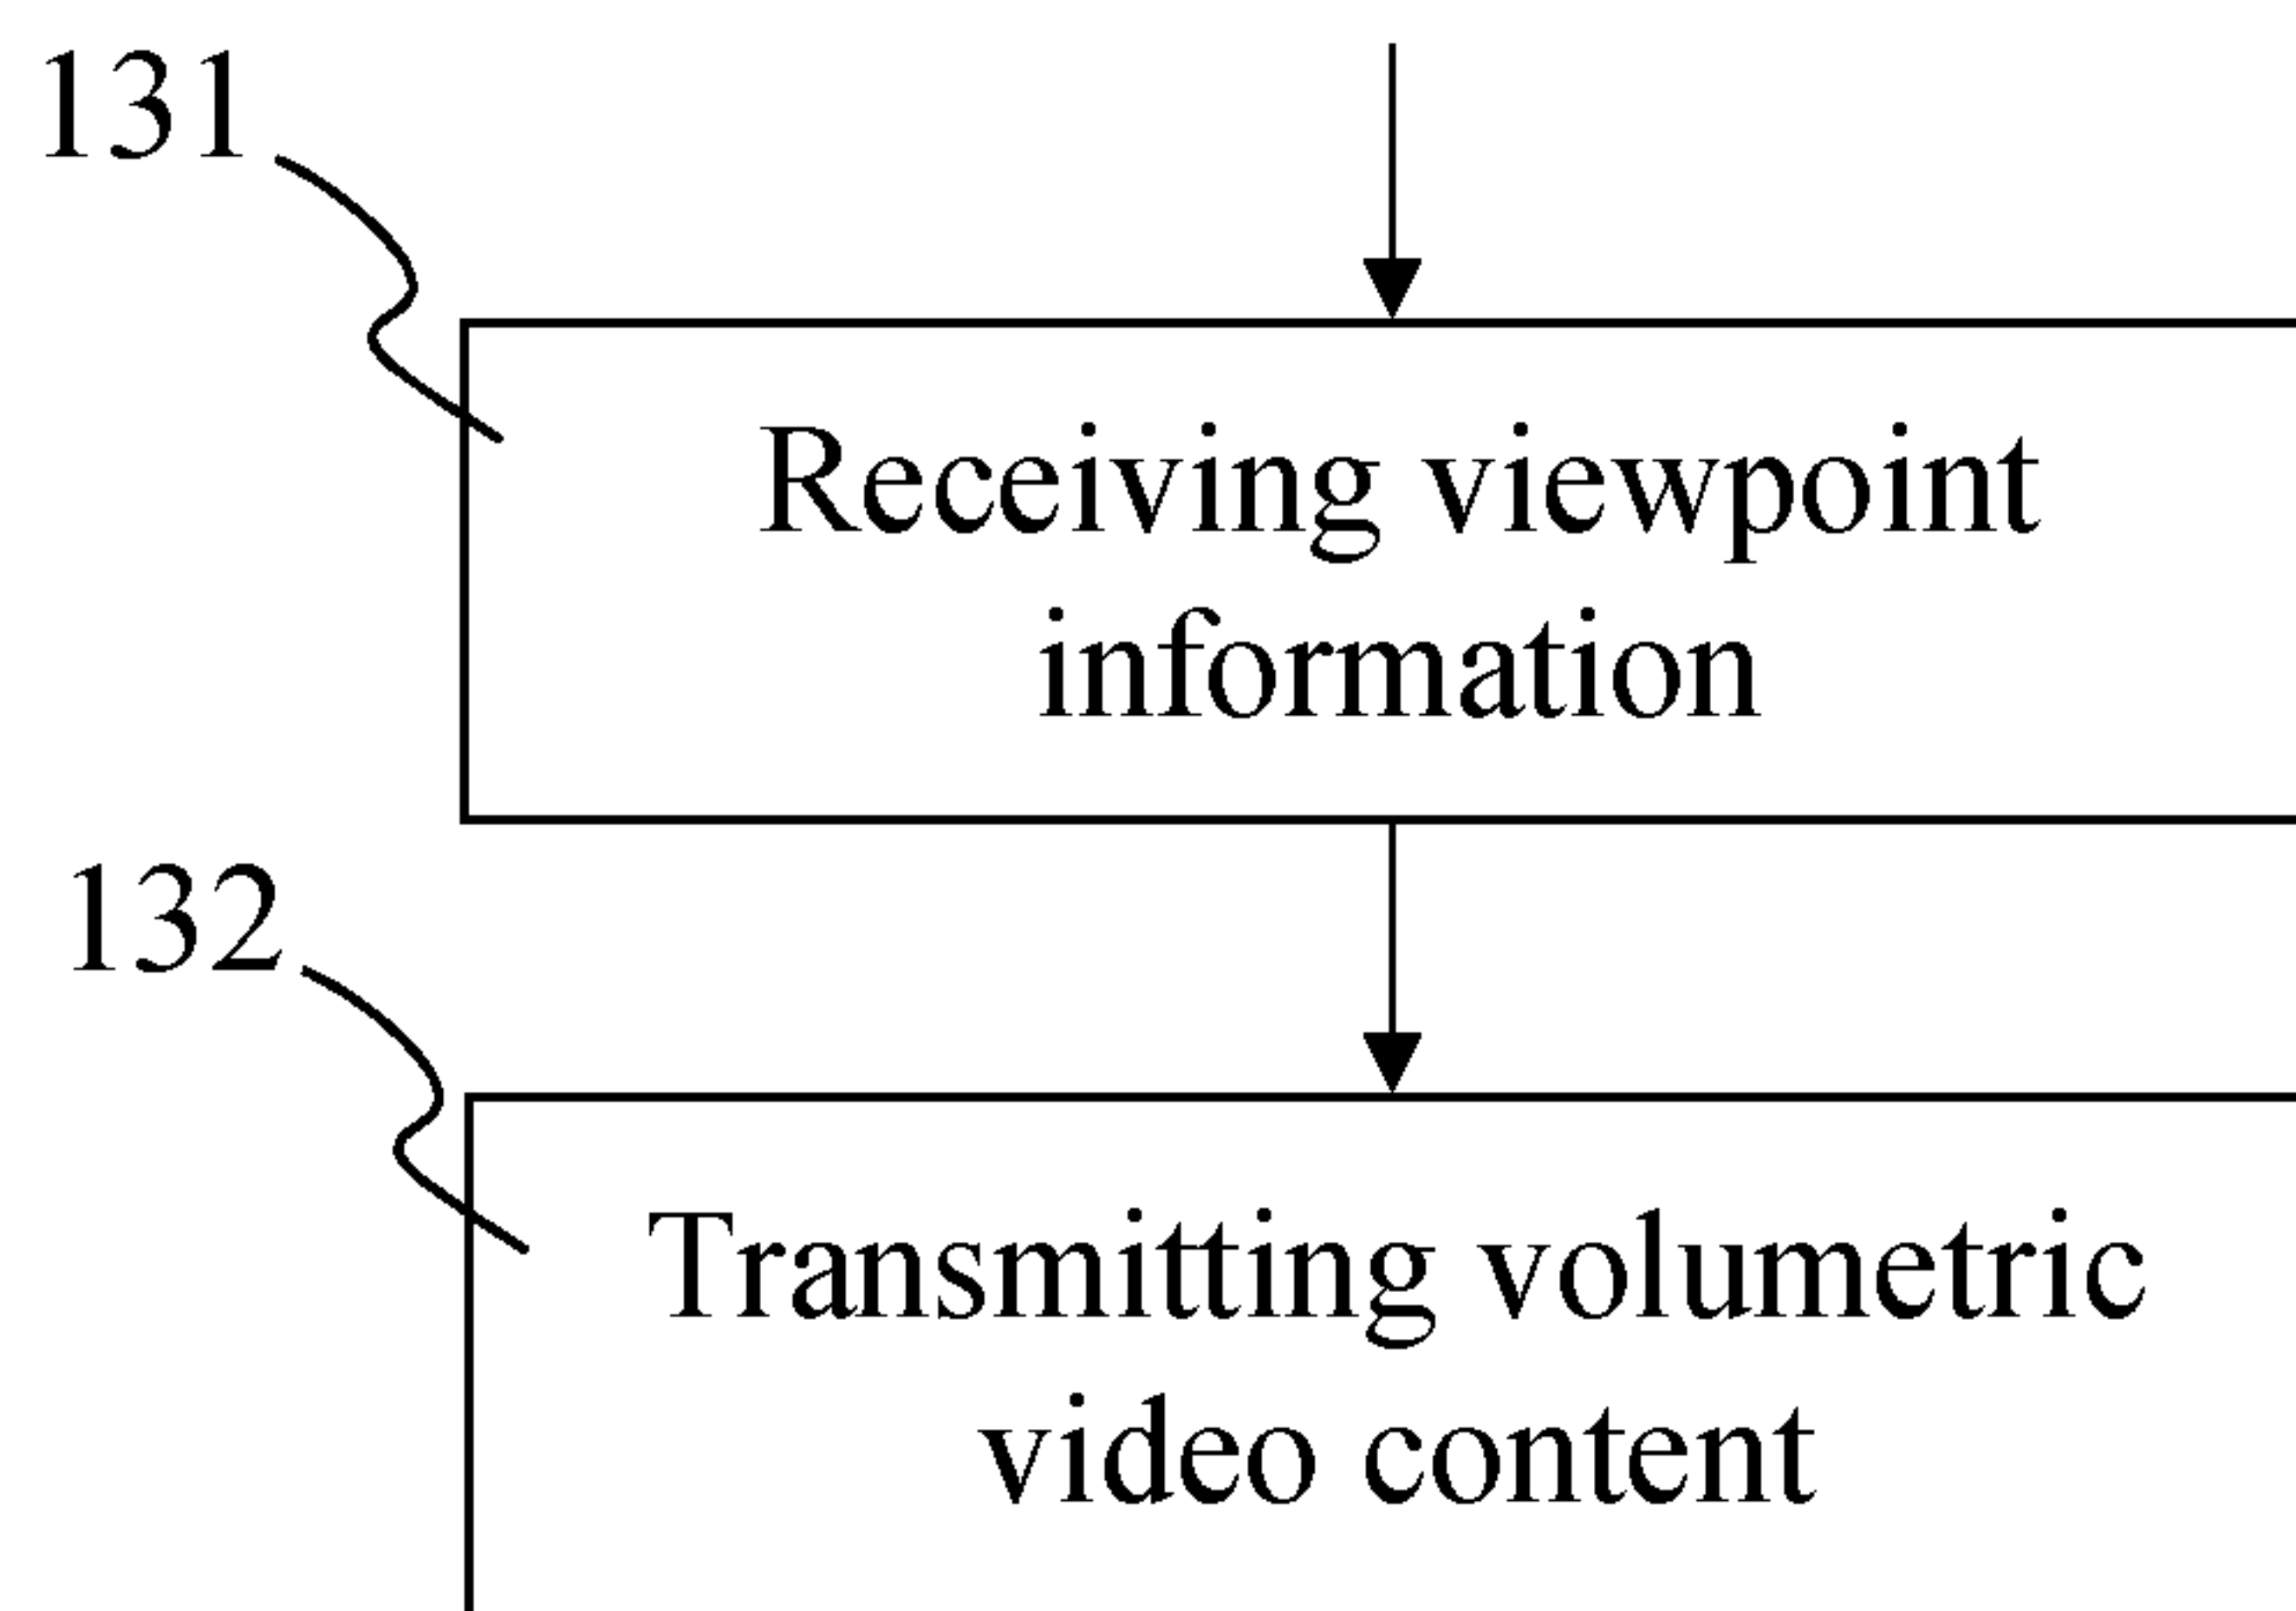 131
Receiving viewpoint
information
132
Transmitting volumetric
video content